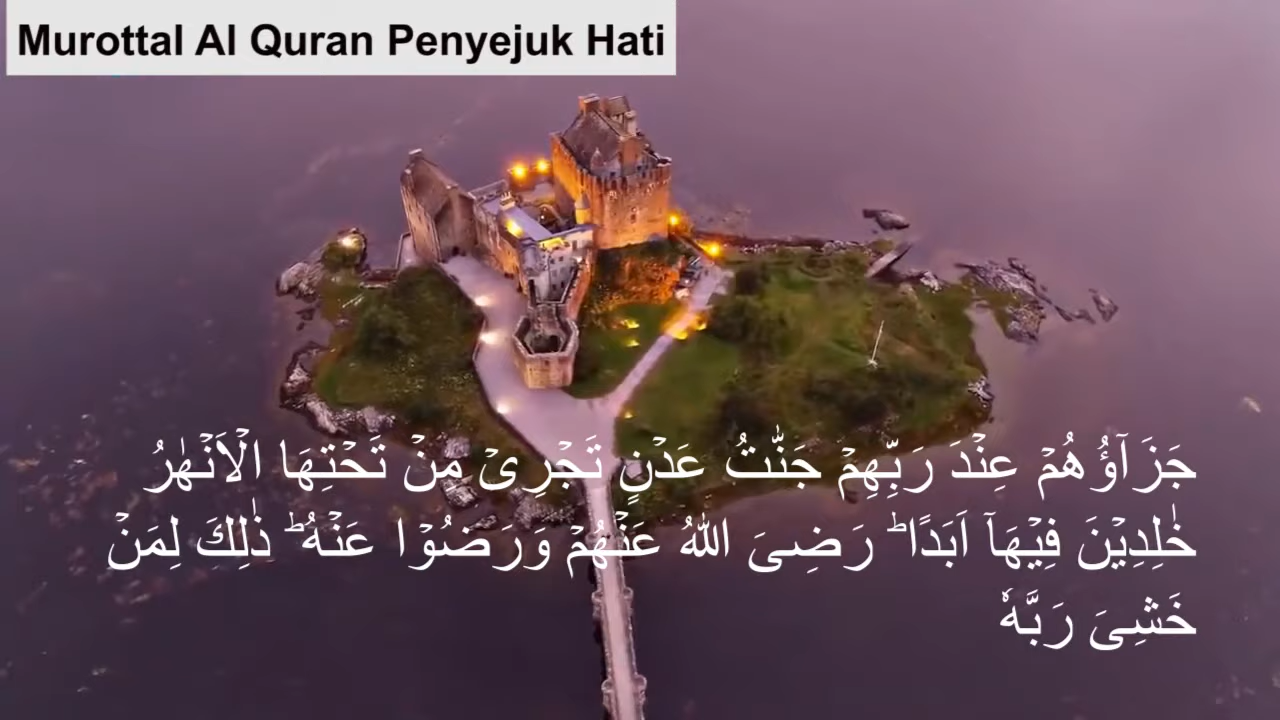 Murottal Al Quran Penyejuk Hati
جَزَآؤُهُمْ عِنْدَ رَبِّهِمْ جَنّٰتُ عَدْنٍ تَجْرِىْ مِنْ تَحْتِهَا الْاَنْهٰرُ
خٰلِدِيْنَ فِيْهَاۤ اَبَدًا ؕ رَضِىَ اللّٰهُ عَنْهُمْ وَرَضُوْا عَنْهُ ؕ ذٰلِكَ لِمَنْ
خَشِىَ رَبَّهٗ